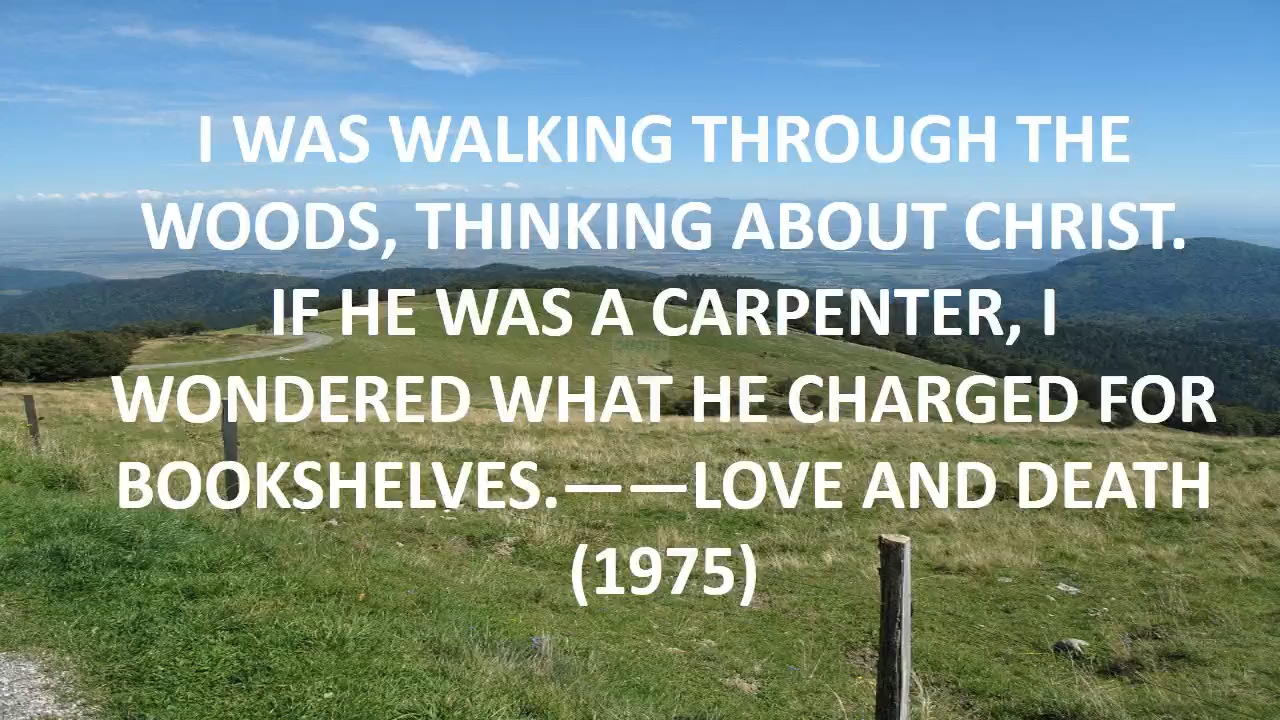 I WAS WALKING THROUGH THE
WOODS, THINKING ABOUT CHRIST.
IF HE WAS A CARPENTER, I
WONDERED WHAT HE CHARGED FOR
BOOKSHELVES.——LOVE AND DEATH
(1975)